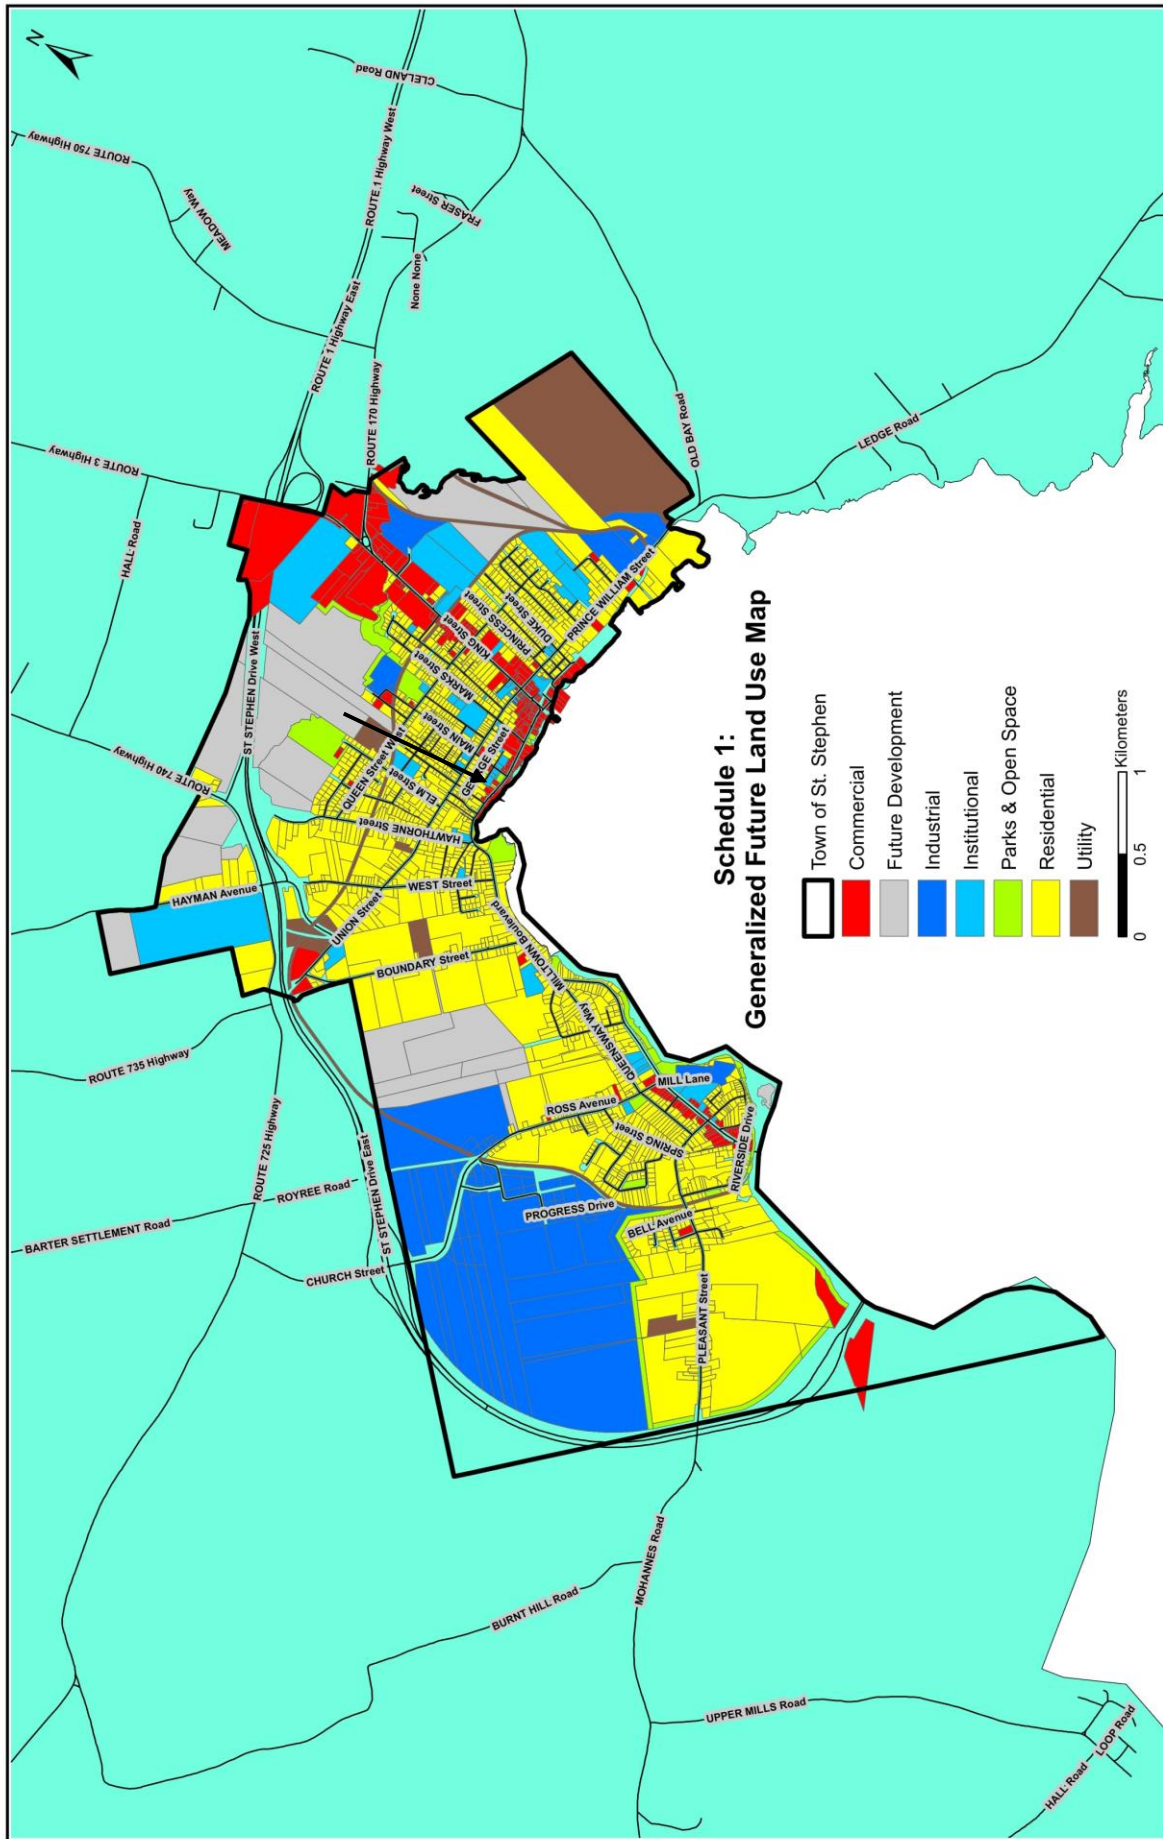 Schedule 1:
Generalized Future Land Use Map
Town of St. Stephen
Commercial
Future Development
Industrial
Institutional
Parks & Open Space
Residential
Utility
0 0.5 1
Kilometers
N
CLELAND Road
ROUTE 750 Highway
MEADOW Way
ROUTE 1 Highway West
FRASER Street
None None
ROUTE 1 Highway East
ROUTE 170 Highway
ROUTE 3 Highway
HALL Road
OLD BAY Road
LEDGE Road
ST STEPHEN Drive West
ROUTE 740 Highway
PRINCE WILLIAM Street
DUKE Street
PRINCESS Street
KING Street
MARKS Street
MAIN Street
QUEEN Street West
ELM Street
HAWTHORNE Street
HAYMAN Avenue
WEST Street
UNION Street
BOUNDARY Street
MILLTOWN Boulevard
QUEENSWAY Way
ROUTE 735 Highway
ROUTE 725 Highway
ROSS Avenue
MILL Lane
SPRING Street
RIVERSIDE Drive
ST STEPHEN Drive East
ROYREE Road
BARTER SETTLEMENT Road
CHURCH Street
PROGRESS Drive
BELL Avenue
PLEASANT Street
MOHANNES Road
BURNT HILL Road
UPPER MILLS Road
HALL Road
LOOP Road